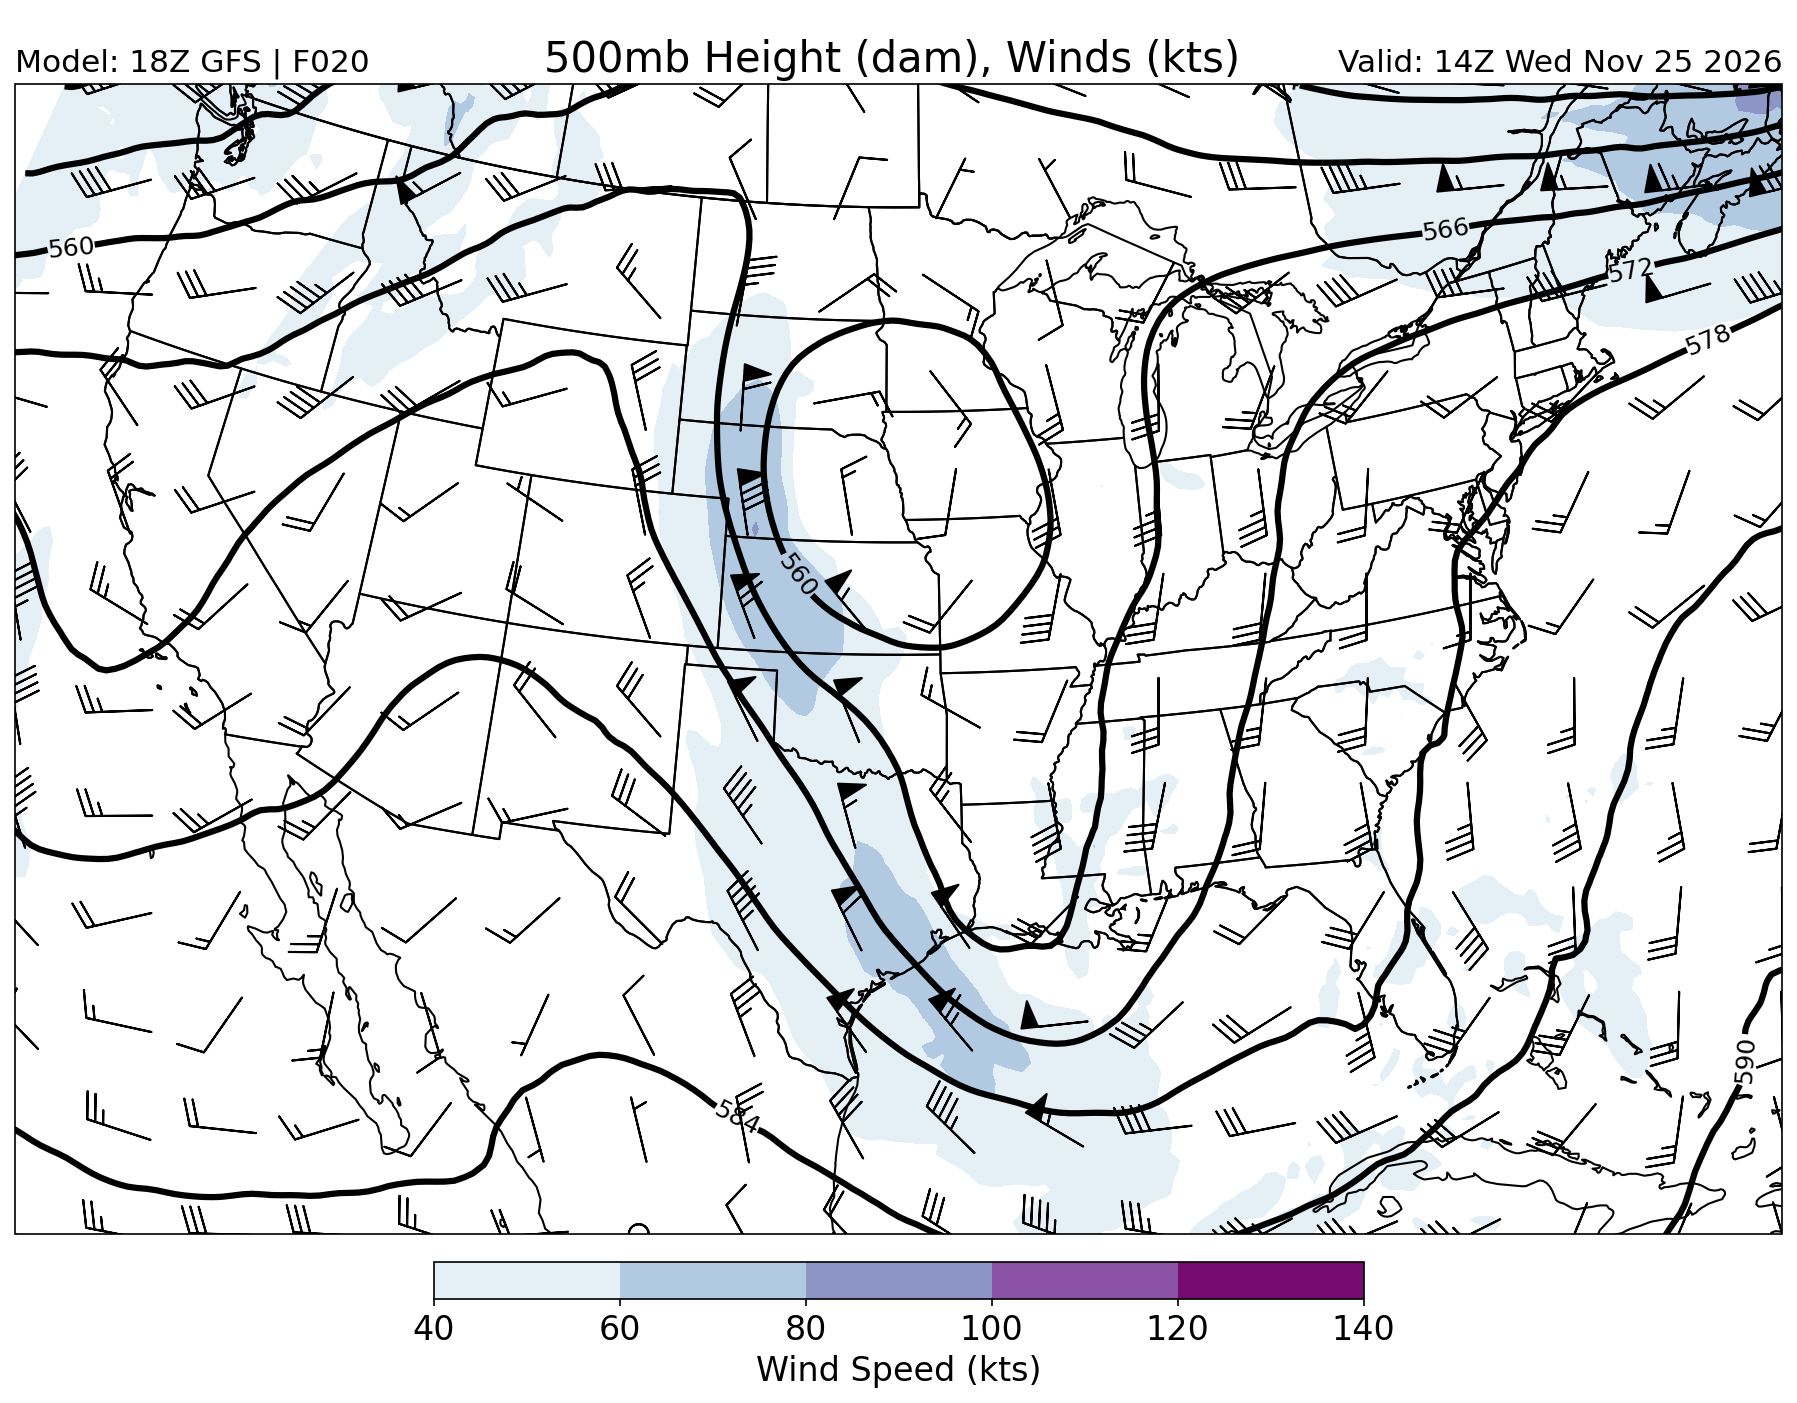 Model: 18Z GFS | F020
500mb Height (dam), Winds (kts)
Valid: 14Z Wed Nov 25 2026
560
566
572
578
560
584
590
40 60 80 100 120 140
Wind Speed (kts)